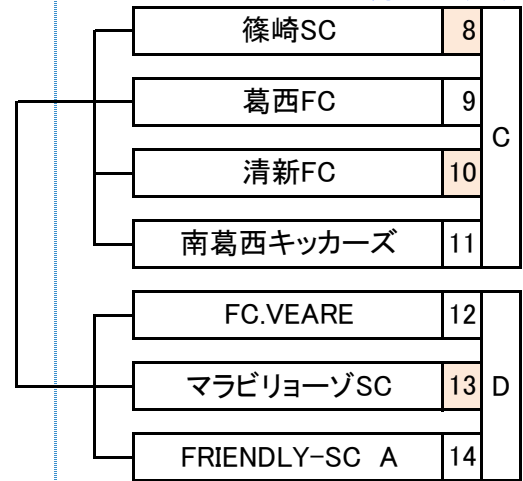 篠崎SC 8
葛西FC 9
C
清新FC 10
南葛西キッカーズ 11
FC.VEARE 12
マラビリョーゾSC 13 D
FRIENDLY-SC A 14